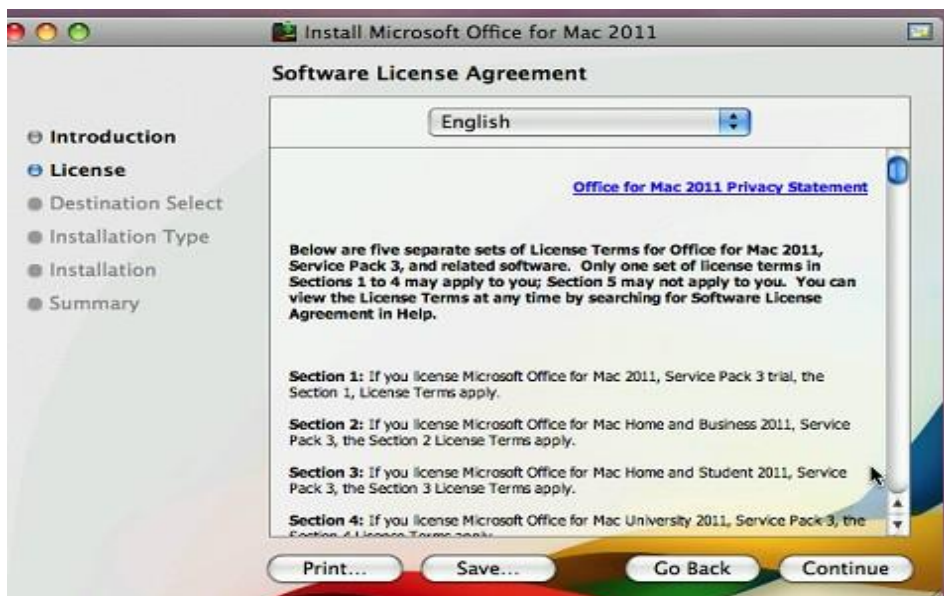 Install Microsoft Office for Mac 2011
Software License Agreement
Introduction
License
Destination Select
Installation Type
Installation
Summary
English
Office for Mac 2011 Privacy Statement
Below are five separate sets of License Terms for Office for Mac 2011,
Service Pack 3, and related software.  Only one set of license terms in
Sections 1 to 4 may apply to you; Section 5 may not apply to you.  You can
view the License Terms at any time by searching for Software License
Agreement in Help.
Section 1: If you license Microsoft Office for Mac 2011, Service Pack 3 trial, the
Section 1, License Terms apply.
Section 2: If you license Microsoft Office for Mac Home and Business 2011, Service
Pack 3, the Section 2 License Terms apply.
Section 3: If you license Microsoft Office for Mac Home and Student 2011, Service
Pack 3, the Section 3 License Terms apply.
Section 4: If you license Microsoft Office for Mac University 2011, Service Pack 3, the
Section 4 License Terms apply.
Print...
Save...
Go Back
Continue